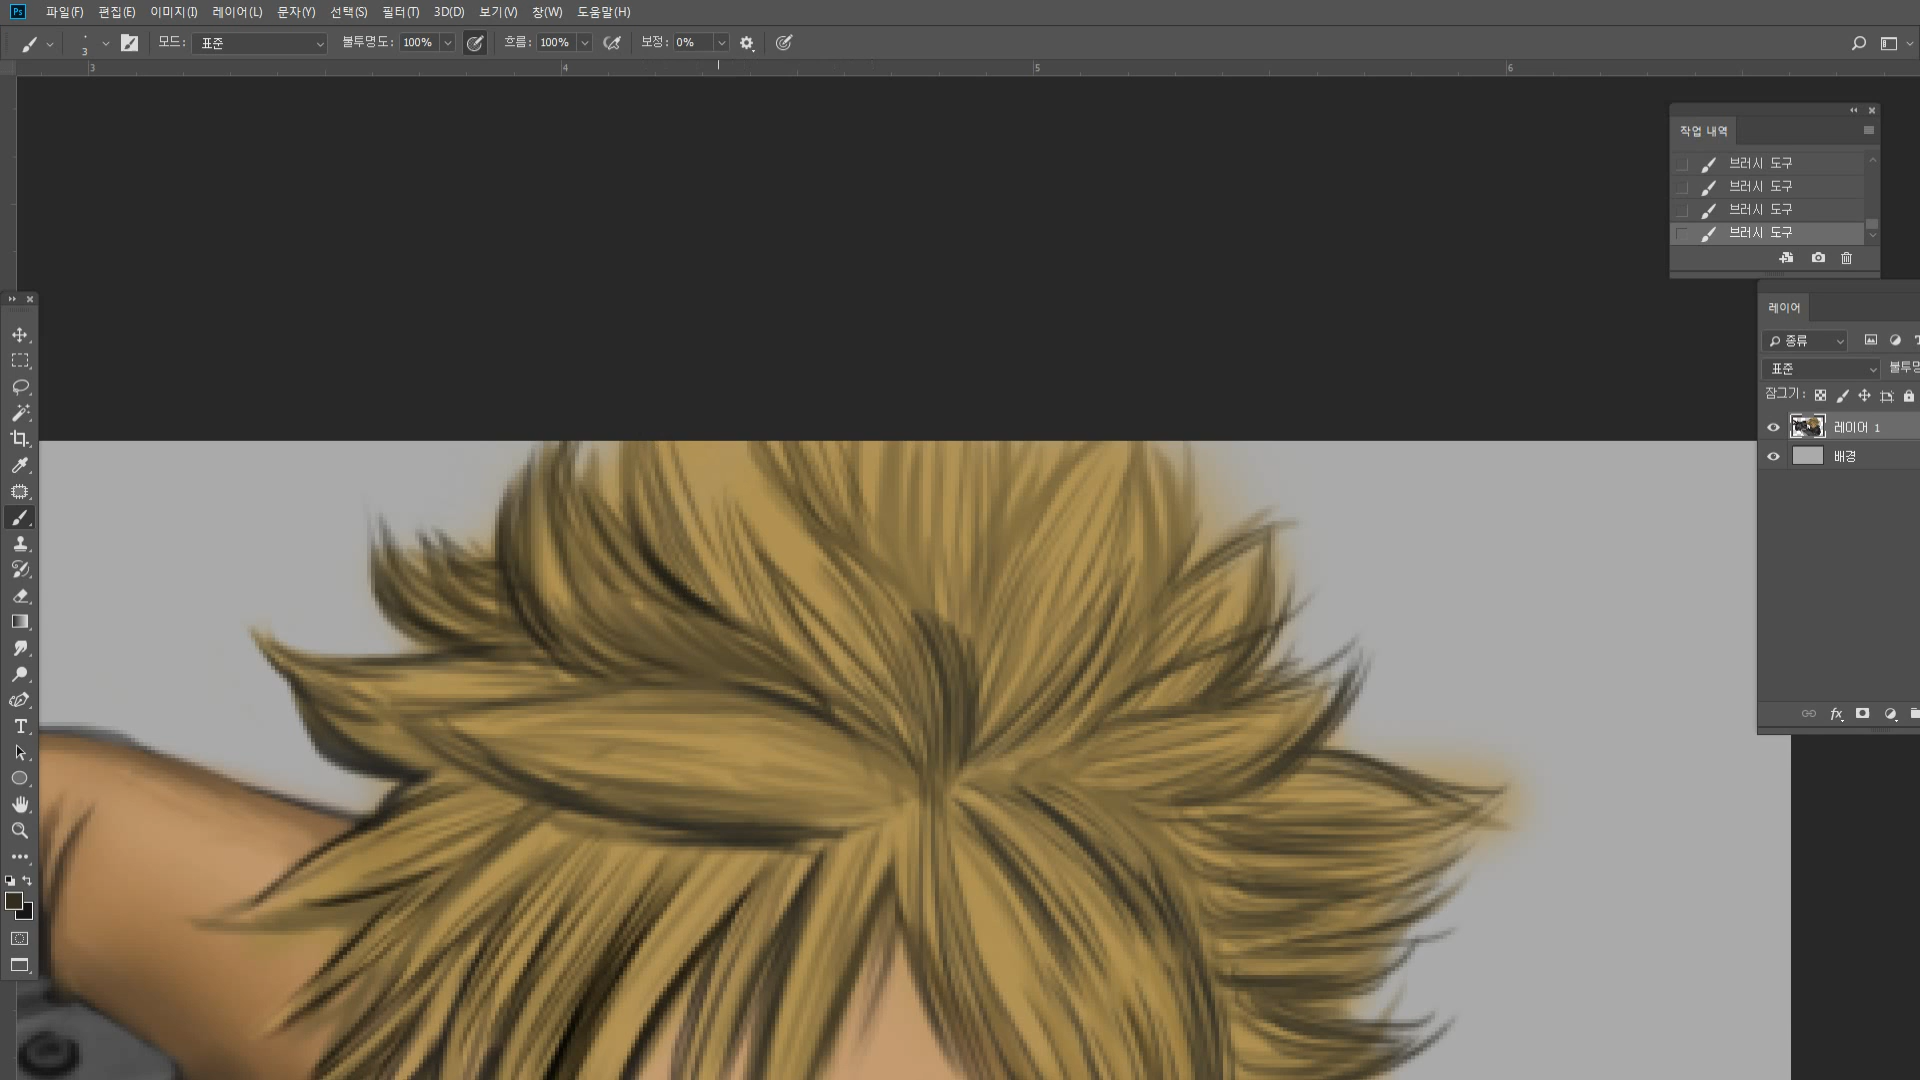 Ps 파일(F) 편집(E) 이미지(I) 레이어(L) 문자(Y) 선택(S) 필터(T) 3D(D) 보기(V) 창(W) 도움말(H)
3 모드: 표준 불투명도: 100% 흐름: 100% 보정: 0%
3 4 5 6
작업 내역
브러시 도구
브러시 도구
브러시 도구
브러시 도구
레이어
종류
표준 불투명
잠그기:
레이어 1
배경
fx